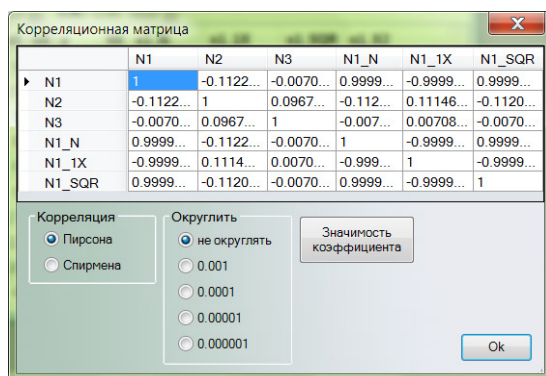 Корреляционная матрица
N1 N2 N3 N1_N N1_1X N1_SQR
N1 1 -0.1122... -0.0070... 0.9999... -0.9999... 0.9999...
N2 -0.1122... 1 0.0967... -0.112... 0.11146... -0.1120...
N3 -0.0070... 0.0967... 1 -0.007... 0.00708... -0.0070...
N1_N 0.9999... -0.1122... -0.0070... 1 -0.9999... 0.9999...
N1_1X -0.9999... 0.1114... 0.0070... -0.999... 1 -0.9999...
N1_SQR 0.9999... -0.1120... -0.0070... 0.9999... -0.9999... 1
Корреляция
Пирсона
Спирмена
Округлить
не округлять
0.001
0.0001
0.00001
0.000001
Значимость
коэффициента
Ok